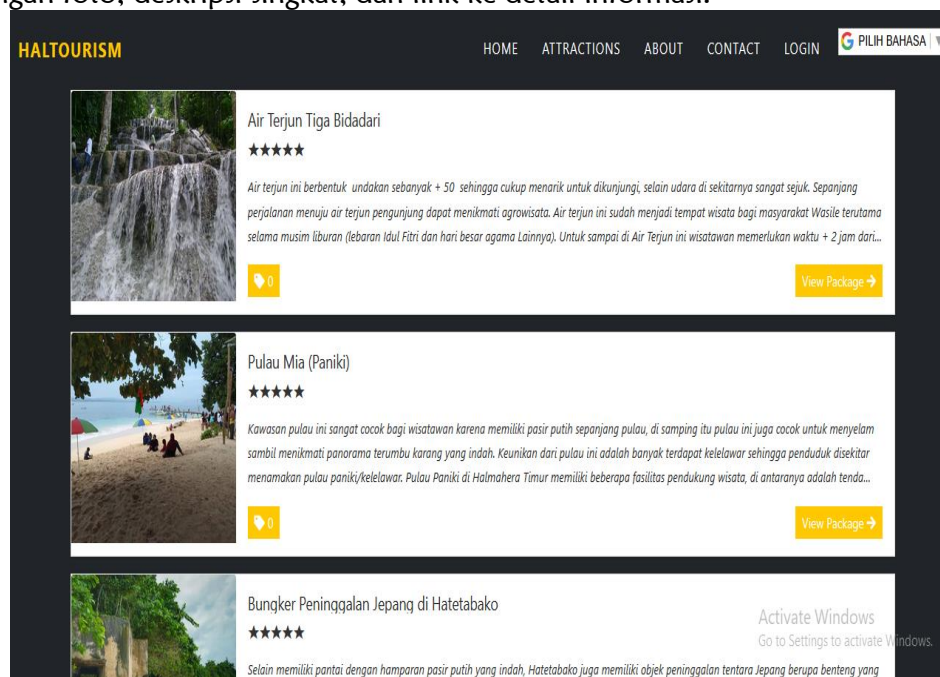 foto, deskripsi singkat, dan link ke detail informasi.
HALTOURISM
HOME ATTRACTIONS ABOUT CONTACT LOGIN G PILIH BAHASA
Air Terjun Tiga Bidadari
★★★★★
Air terjun ini berbentuk undakan sebanyak + 50 sehingga cukup menarik untuk dikunjungi, selain udara di sekitarnya sangat sejuk. Sepanjang
perjalanan menuju air terjun pengunjung dapat menikmati agrowisata. Air terjun ini sudah menjadi tempat wisata bagi masyarakat Wasile terutama
selama musim liburan (lebaran Idul Fitri dan hari besar agama Lainnya). Untuk sampai di Air Terjun ini wisatawan memerlukan waktu + 2 jam dari...
0 View Package →
Pulau Mia (Paniki)
★★★★★
Kawasan pulau ini sangat cocok bagi wisatawan karena memiliki pasir putih sepanjang pulau, di samping itu pulau ini juga cocok untuk menyelam
sambil menikmati panorama terumbu karang yang indah. Keunikan dari pulau ini adalah banyak terdapat kelelawar sehingga penduduk disekitar
menamakan pulau paniki/kelelawar. Pulau Paniki di Halmahera Timur memiliki beberapa fasilitas pendukung wisata, di antaranya adalah tenda...
0 View Package →
Bungker Peninggalan Jepang di Hatetabako
★★★★★
Activate Windows
Go to Settings to activate Windows.
Selain memiliki pantai dengan hamparan pasir putih yang indah, Hatetabako juga memiliki objek peninggalan tentara Jepang berupa benteng yang